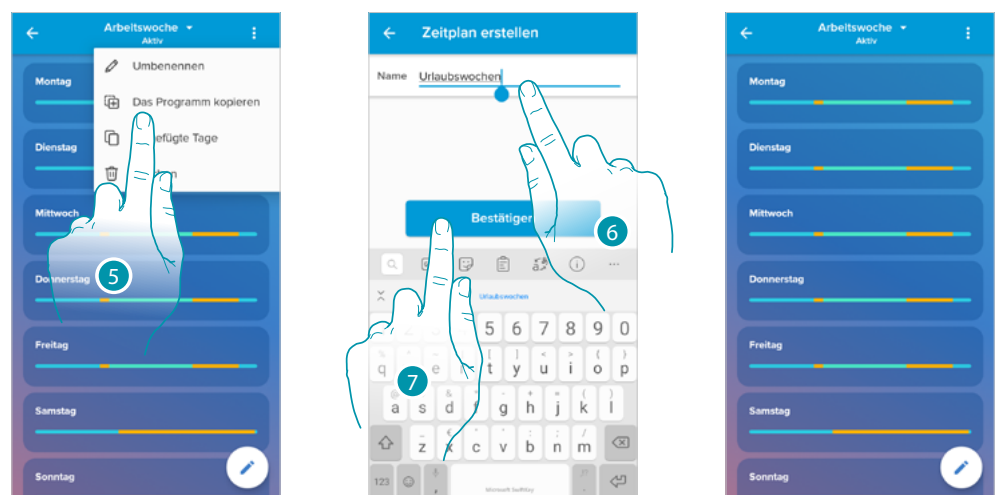 Arbeitswoche
Aktiv
Umbenennen
Das Programm kopieren
Tage
Montag
Dienstag
Mittwoch
Donnerstag
Freitag
Samstag
Sonntag
5
Zeitplan erstellen
Name Urlaubswochen
Bestätigen
6
Urlaubswochen
5 6 7 8 9 0
q e t y u i o p
a s d f g h j k l
z x c v b n m
123
Microsoft SwiftKey
7
Arbeitswoche
Aktiv
Montag
Dienstag
Mittwoch
Donnerstag
Freitag
Samstag
Sonntag